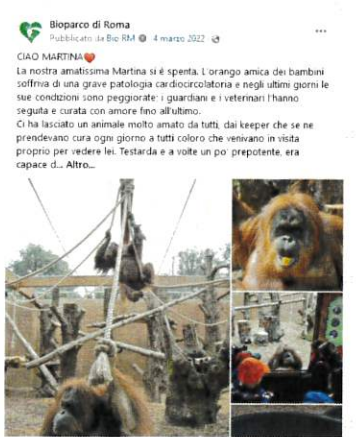 Bioparco di Roma
Pubblicato da Bio RM · 4 marzo 2022
CIAO MARTINA❤️
La nostra amatissima Martina si è spenta. L'orango amica dei bambini
soffriva di una grave patologia cardiocircolatoria e negli ultimi giorni le
sue condizioni sono peggiorate: i guardiani e i veterinari l'hanno
seguita e curata con amore fino all'ultimo.
Ci ha lasciato un animale molto amato da tutti, dai keeper che se ne
prendevano cura ogni giorno a tutti coloro che venivano in visita
proprio per vedere lei. Testarda e a volte un po' prepotente, era
capace d... Altro...